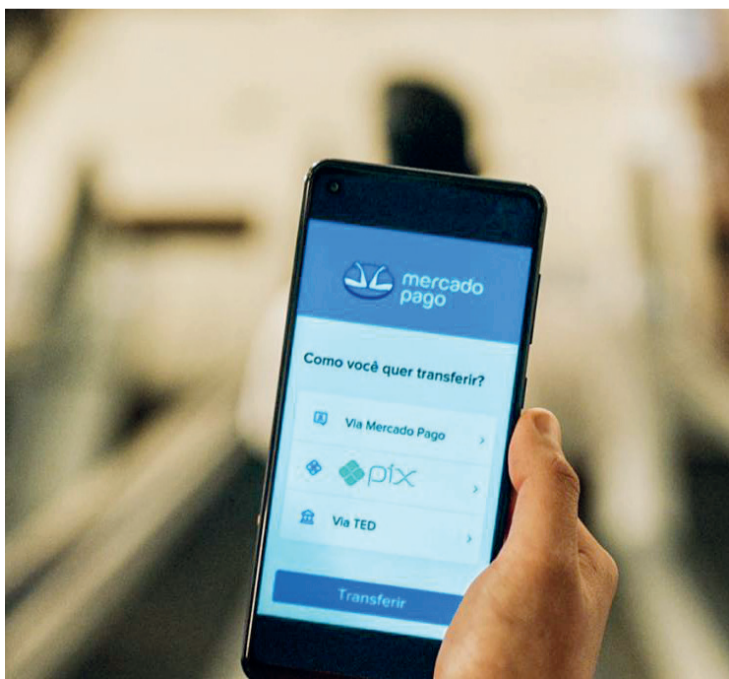 mercado
pago
Como você quer transferir?
Via Mercado Pago
pix
Via TED
Transferir